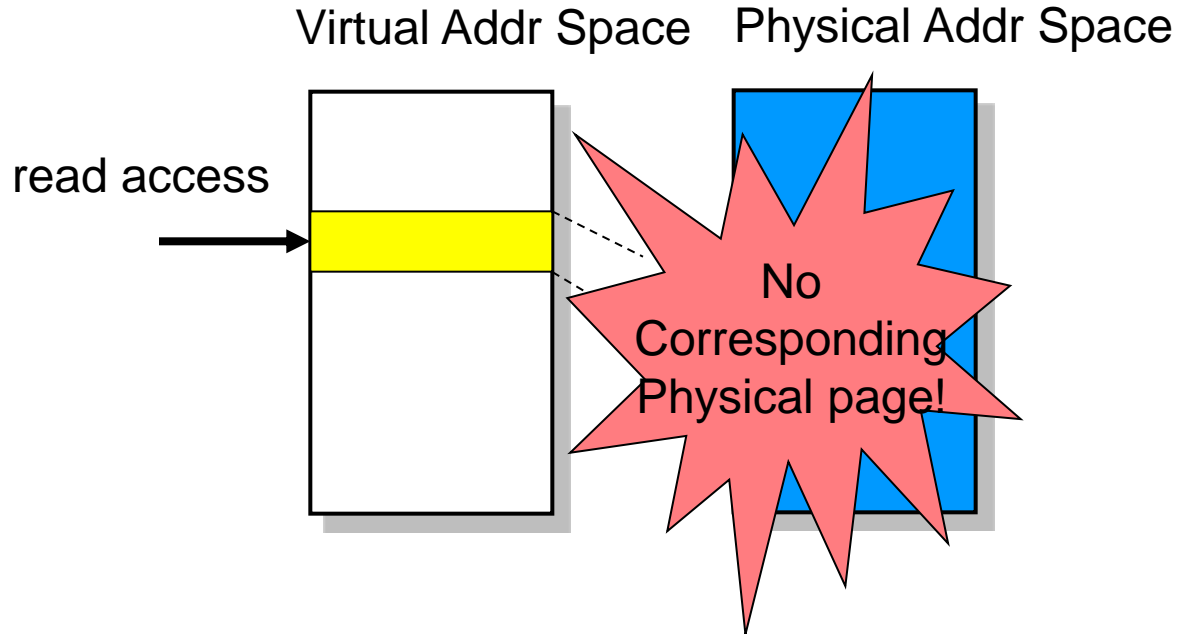 Virtual Addr Space
Physical Addr Space
read access
No
Corresponding
Physical page!